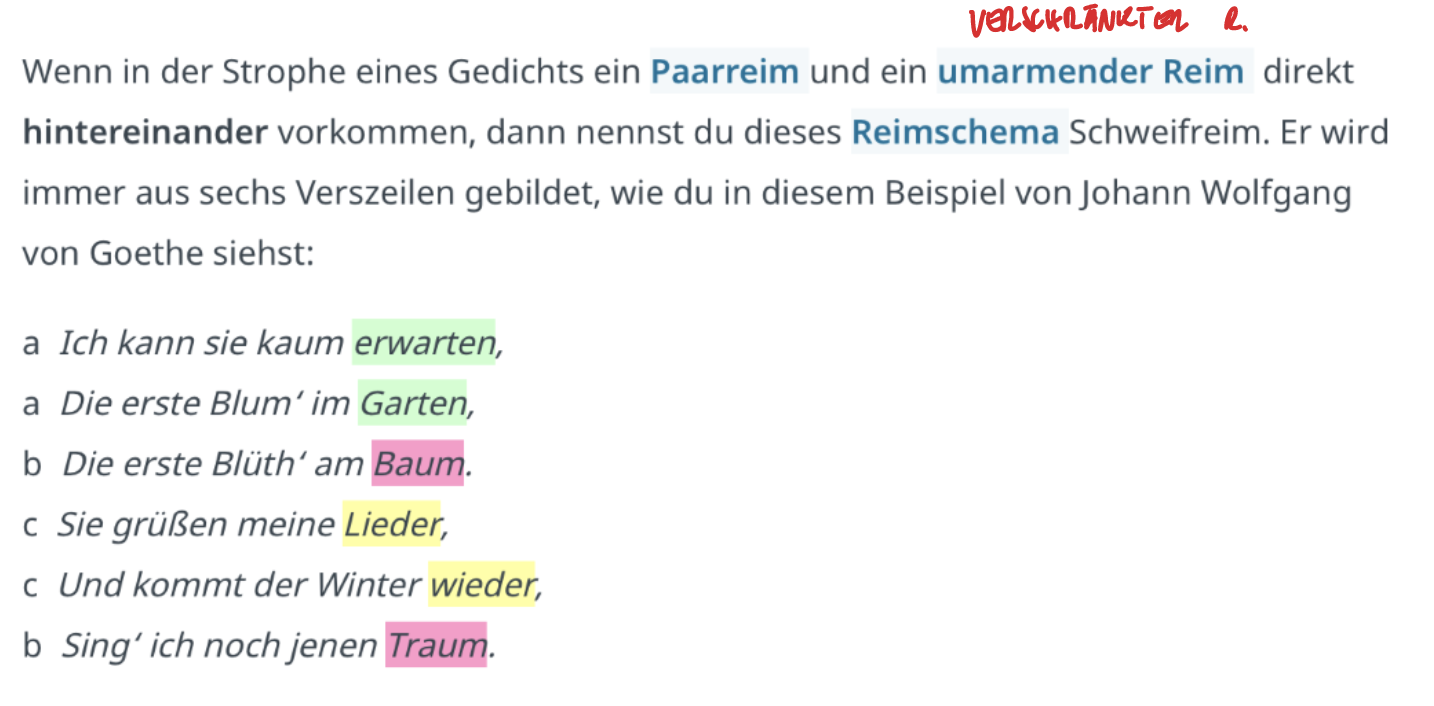 VERSCHRÄNKTER R.
Wenn in der Strophe eines Gedichts ein Paarreim und ein umarmender Reim direkt
hintereinander vorkommen, dann nennst du dieses Reimschema Schweifreim. Er wird
immer aus sechs Verszeilen gebildet, wie du in diesem Beispiel von Johann Wolfgang
von Goethe siehst:
a Ich kann sie kaum erwarten,
a Die erste Blum‘ im Garten,
b Die erste Blüth‘ am Baum.
c Sie grüßen meine Lieder,
c Und kommt der Winter wieder,
b Sing‘ ich noch jenen Traum.